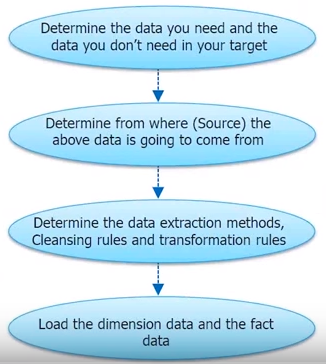 Determine the data you need and the
data you don't need in your target
Determine from where (Source) the
above data is going to come from
Determine the data extraction methods,
Cleansing rules and transformation rules
Load the dimension data and the fact
data